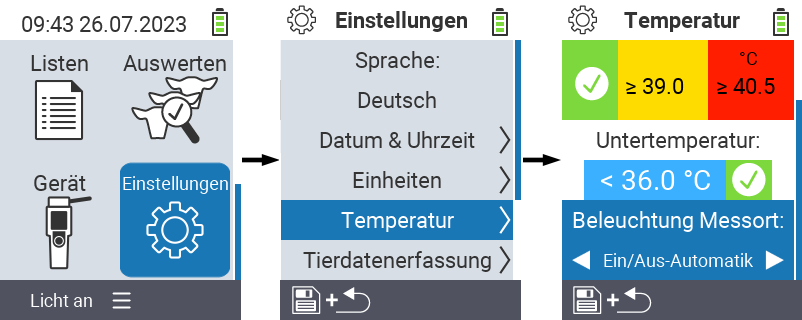 09:43 26.07.2023
Listen
Auswerten
Gerät
Einstellungen
Licht an
Einstellungen
Sprache:
Deutsch
Datum & Uhrzeit
Einheiten
Temperatur
Tierdatenerfassung
+
Temperatur
°C
≥ 39.0
≥ 40.5
Untertemperatur:
< 36.0 °C
Beleuchtung Messort:
Ein/Aus-Automatik
+